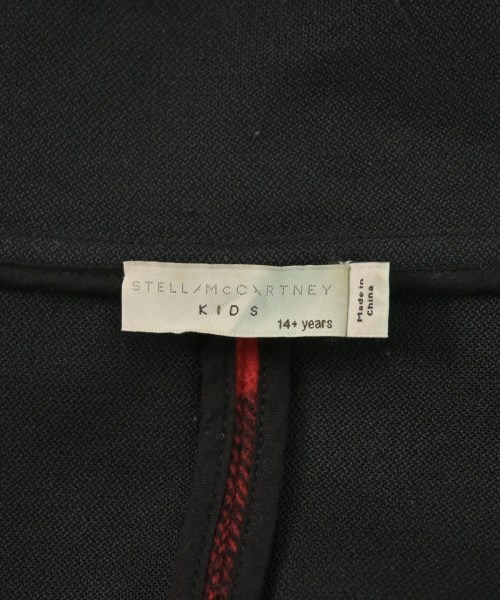 STELLA McCARTNEY
KIDS
14+ years
Made in
China